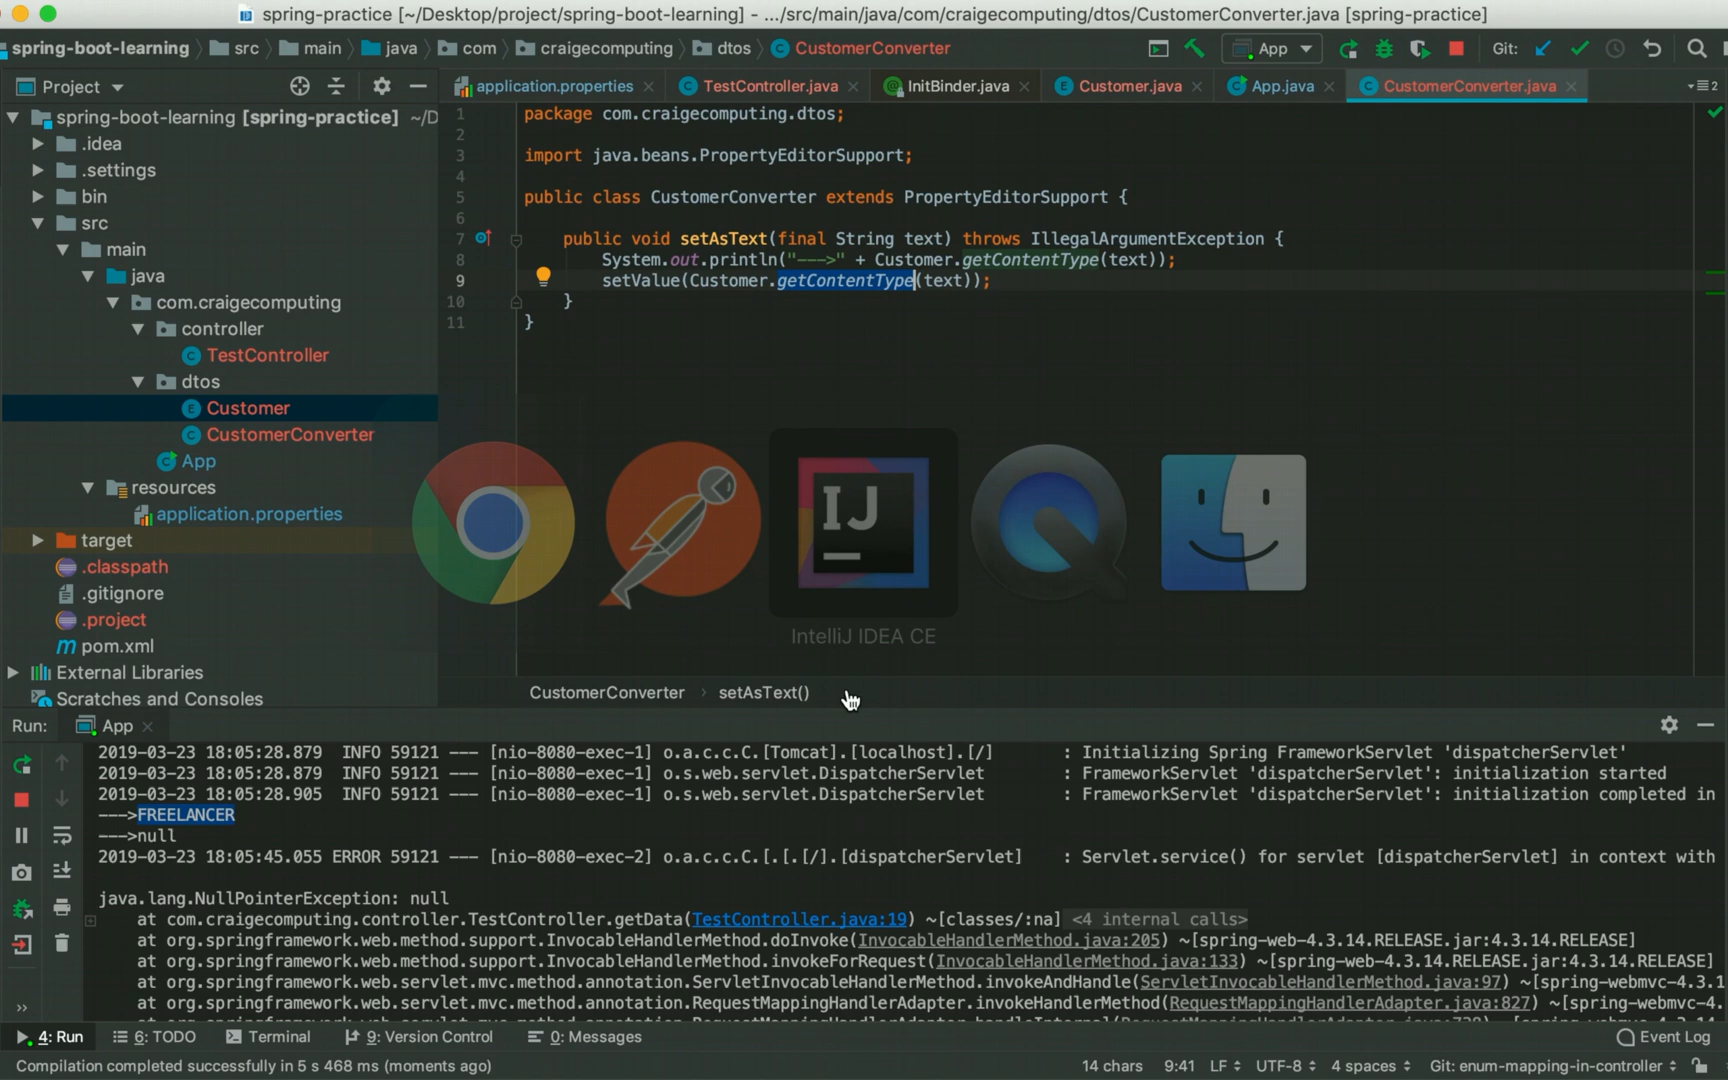 spring-practice [~/Desktop/project/spring-boot-learning] - .../src/main/java/com/craigecomputing/dtos/CustomerConverter.java [spring-practice]
spring-boot-learning src main java com craigecomputing dtos CustomerConverter App Git:
Project
application.properties TestController.java InitBinder.java Customer.java App.java CustomerConverter.java 2
spring-boot-learning [spring-practice] ~/D
.idea
.settings
bin
src
main
java
com.craigecomputing
controller
TestController
dtos
Customer
CustomerConverter
App
resources
application.properties
target
.classpath
.gitignore
.project
pom.xml
External Libraries
Scratches and Consoles
1 package com.craigecomputing.dtos;
2
3 import java.beans.PropertyEditorSupport;
4
5 public class CustomerConverter extends PropertyEditorSupport {
6
7 public void setAsText(final String text) throws IllegalArgumentException {
8 System.out.println("--->" + Customer.getContentType(text));
9 setValue(Customer.getContentType(text));
10 }
11 }
IJ
IntelliJ IDEA CE
CustomerConverter setAsText()
Run: App
2019-03-23 18:05:28.879 INFO 59121 --- [nio-8080-exec-1] o.a.c.c.C.[Tomcat].[localhost].[/] : Initializing Spring FrameworkServlet 'dispatcherServlet'
2019-03-23 18:05:28.879 INFO 59121 --- [nio-8080-exec-1] o.s.web.servlet.DispatcherServlet : FrameworkServlet 'dispatcherServlet': initialization started
2019-03-23 18:05:28.905 INFO 59121 --- [nio-8080-exec-1] o.s.web.servlet.DispatcherServlet : FrameworkServlet 'dispatcherServlet': initialization completed in
--->FREELANCER
--->null
2019-03-23 18:05:45.055 ERROR 59121 --- [nio-8080-exec-2] o.a.c.c.C.[.[.[/].[dispatcherServlet] : Servlet.service() for servlet [dispatcherServlet] in context with
java.lang.NullPointerException: null
at com.craigecomputing.controller.TestController.getData(TestController.java:19) ~[classes/:na] <4 internal calls>
at org.springframework.web.method.support.InvocableHandlerMethod.doInvoke(InvocableHandlerMethod.java:205) ~[spring-web-4.3.14.RELEASE.jar:4.3.14.RELEASE]
at org.springframework.web.method.support.InvocableHandlerMethod.invokeForRequest(InvocableHandlerMethod.java:133) ~[spring-web-4.3.14.RELEASE.jar:4.3.14.RELEASE]
at org.springframework.web.servlet.mvc.method.annotation.ServletInvocableHandlerMethod.invokeAndHandle(ServletInvocableHandlerMethod.java:97) ~[spring-webmvc-4.3.1
at org.springframework.web.servlet.mvc.method.annotation.RequestMappingHandlerAdapter.invokeHandlerMethod(RequestMappingHandlerAdapter.java:827) ~[spring-webmvc-4.
4: Run 6: TODO Terminal 9: Version Control 0: Messages Event Log
Compilation completed successfully in 5 s 468 ms (moments ago) 14 chars 9:41 LF UTF-8 4 spaces Git: enum-mapping-in-controller